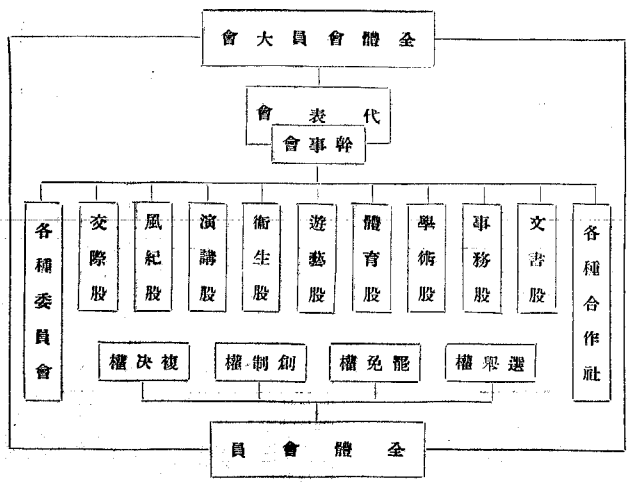 全體會員大會
代表會
幹事會
各種合作社
文書股
事務股
學術股
體育股
遊藝股
衛生股
演講股
風紀股
交際股
各種委員會
選舉權
罷免權
創制權
複决權
全體會員